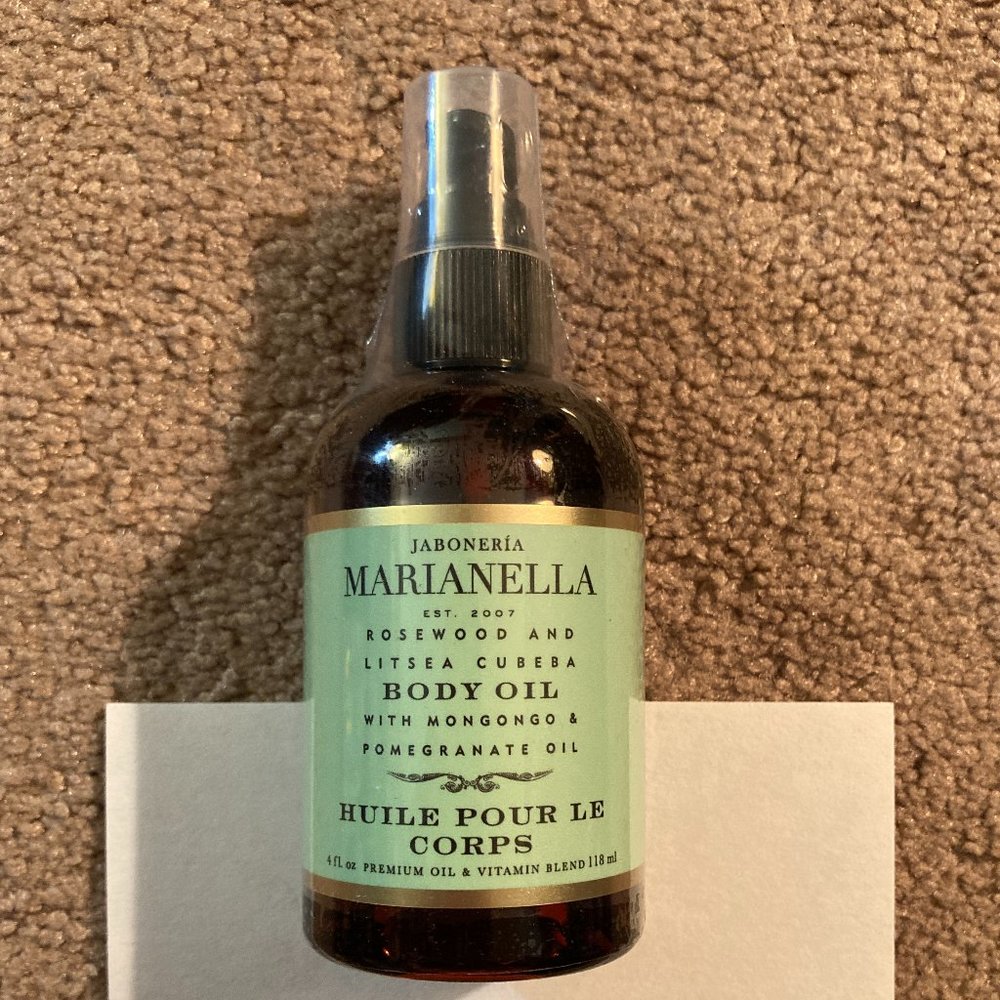 JABONERÍA
MARIANELLA
EST. 2007
ROSEWOOD AND
LITSEA CUBEBA
BODY OIL
WITH MONGONGO &
POMEGRANATE OIL
HUILE POUR LE
CORPS
4 fl oz PREMIUM OIL & VITAMIN BLEND 118 ml